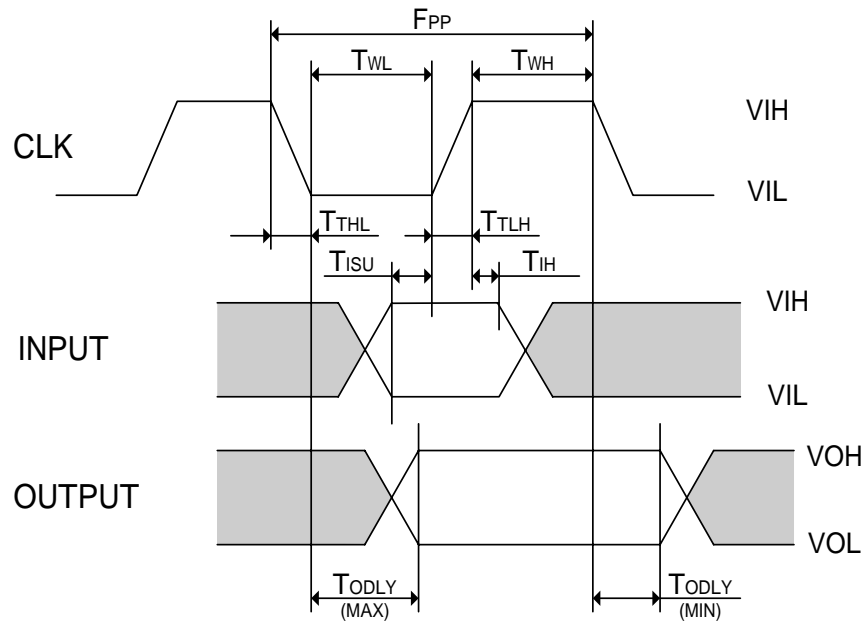 FPP
TWL
TWH
VIH
CLK
VIL
TTHL
TTLH
TISU
TIH
VIH
INPUT
VIL
VOH
OUTPUT
VOL
TODLY
(MAX)
TODLY
(MIN)